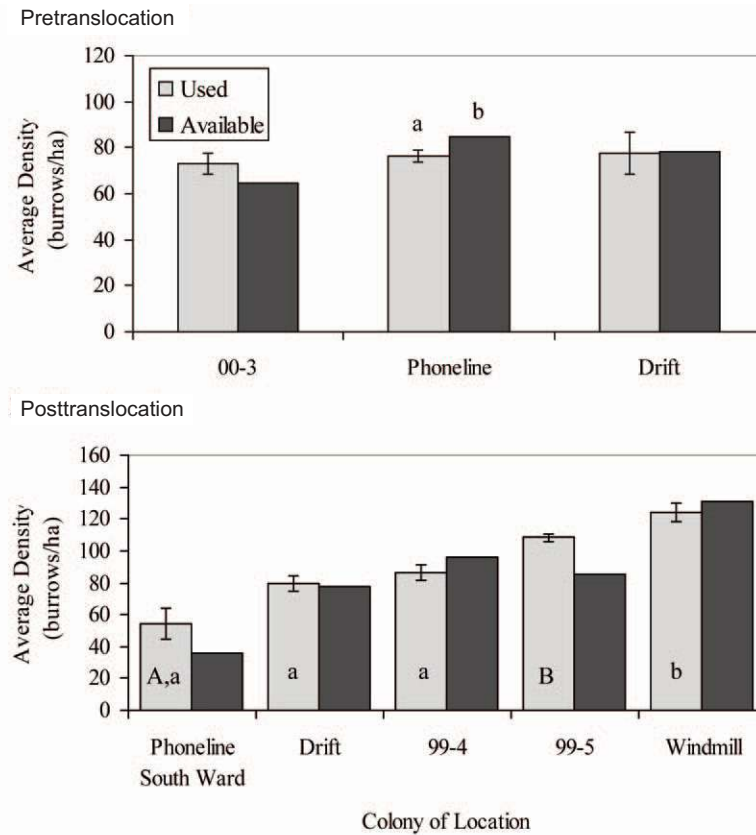 Pretranslocation
120
100
80
60
40
20
0
Average Density
(burrows/ha)
Used
Available
a
b
00-3
Phoneline
Drift
Posttranslocation
160
140
120
100
80
60
40
20
0
Average Density
(burrows/ha)
A,a
a
a
B
b
Phoneline
South Ward
Drift
99-4
99-5
Windmill
Colony of Location